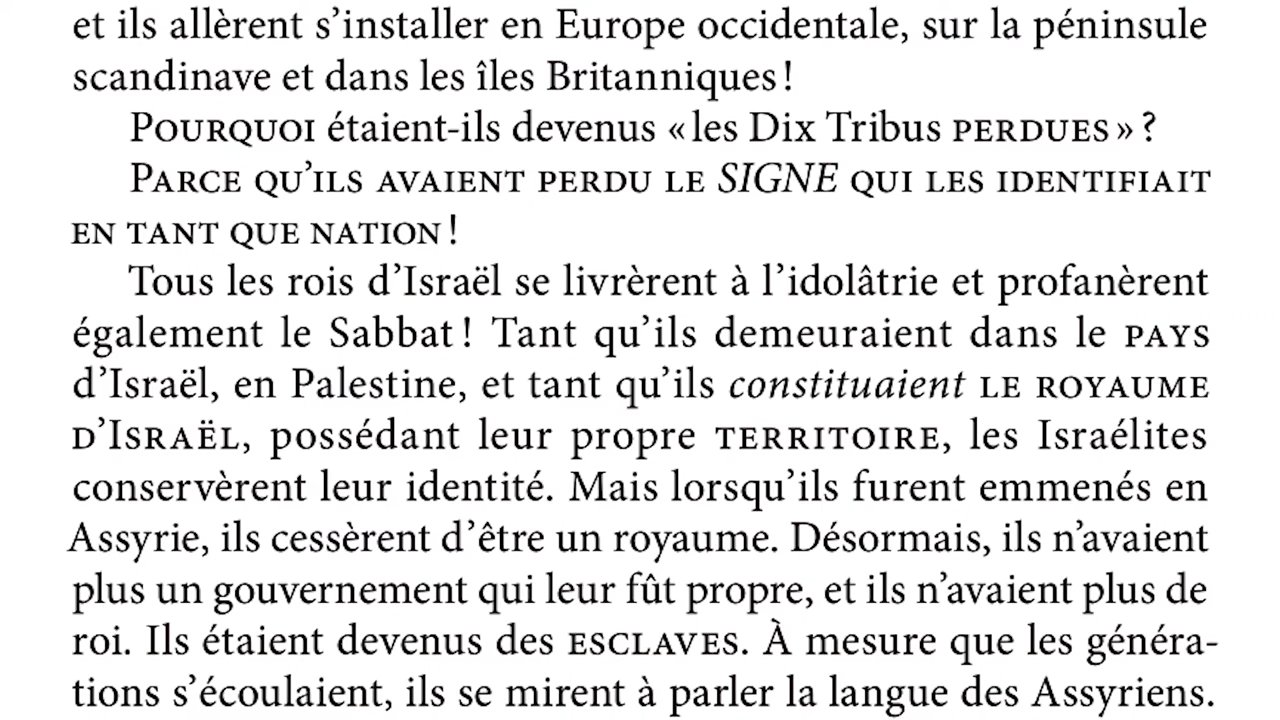 et ils allèrent s’installer en Europe occidentale, sur la péninsule
scandinave et dans les îles Britanniques !
POURQUOI étaient-ils devenus « les Dix Tribus PERDUES » ?
PARCE QU’ILS AVAIENT PERDU LE SIGNE QUI LES IDENTIFIAIT
EN TANT QUE NATION !
Tous les rois d’Israël se livrèrent à l’idolâtrie et profanèrent
également le Sabbat ! Tant qu’ils demeuraient dans le PAYS
d’Israël, en Palestine, et tant qu’ils constituaient LE ROYAUME
D’ISRAËL, possédant leur propre TERRITOIRE, les Israélites
conservèrent leur identité. Mais lorsqu’ils furent emmenés en
Assyrie, ils cessèrent d’être un royaume. Désormais, ils n’avaient
plus un gouvernement qui leur fût propre, et ils n’avaient plus de
roi. Ils étaient devenus des ESCLAVES. À mesure que les généra-
tions s’écoulaient, ils se mirent à parler la langue des Assyriens.